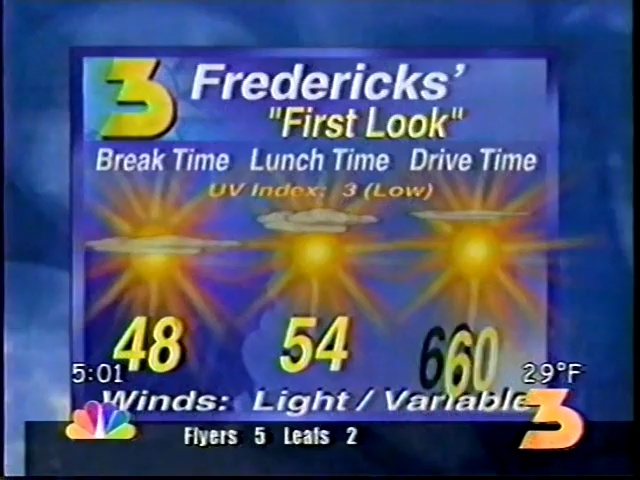 3 Fredericks'
"First Look"
Break Time Lunch Time Drive Time
UV Index: 3 (Low)
48 54 60
5:01 29°F
Winds: Light / Variable
3
Flyers 5 Leafs 2